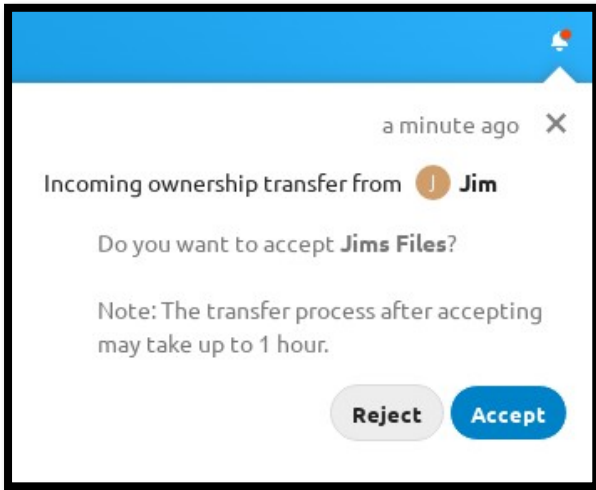 a minute ago
Incoming ownership transfer from J Jim
Do you want to accept Jims Files?
Note: The transfer process after accepting
may take up to 1 hour.
Reject Accept